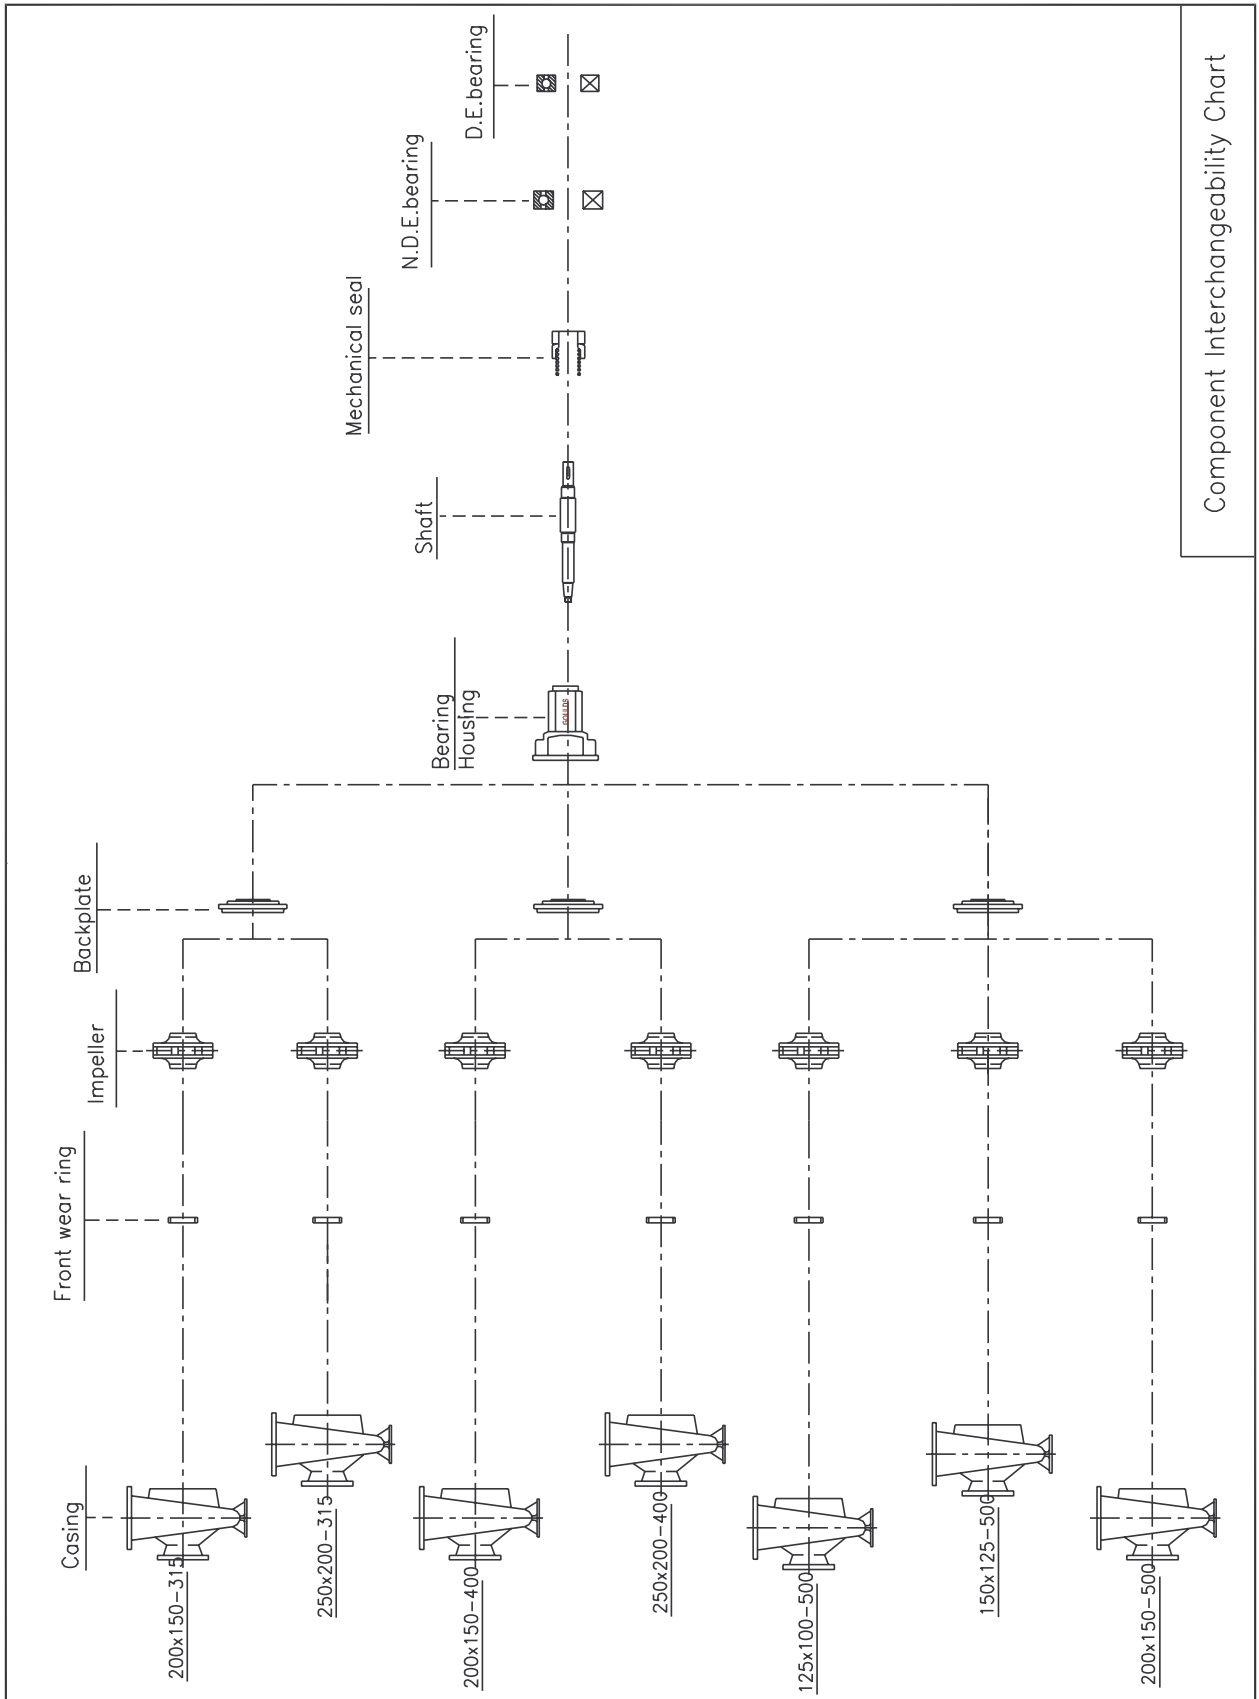 Casing
Front wear ring
Impeller
Backplate
Bearing
Housing
Shaft
Mechanical seal
N.D.E.bearing
D.E.bearing
GOULDS
200x150-315
250x200-315
200x150-400
250x200-400
125x100-500
150x125-500
200x150-500
Component Interchangeability Chart